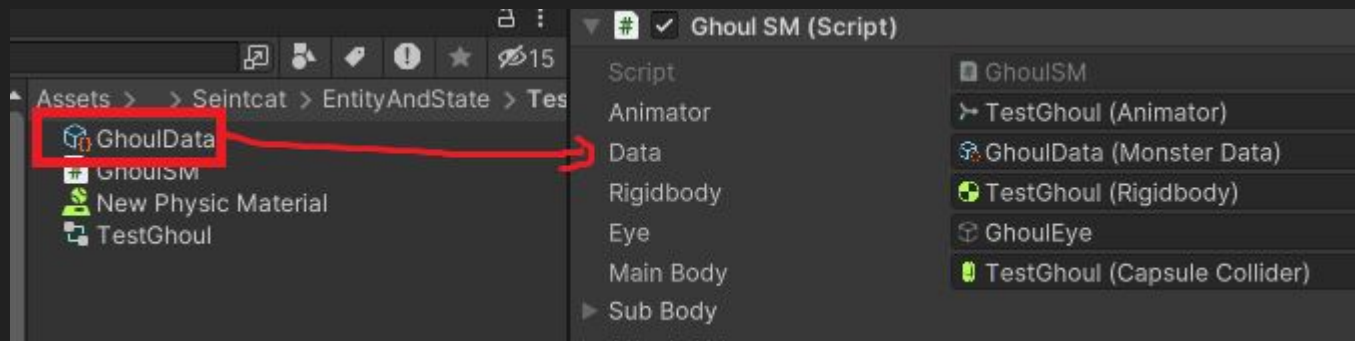 15
Assets > > Seintcat > EntityAndState > Tes
GhoulData
GhoulSM
New Physic Material
TestGhoul
# Ghoul SM (Script)
Script GhoulSM
Animator TestGhoul (Animator)
Data GhoulData (Monster Data)
Rigidbody TestGhoul (Rigidbody)
Eye GhoulEye
Main Body TestGhoul (Capsule Collider)
Sub Body